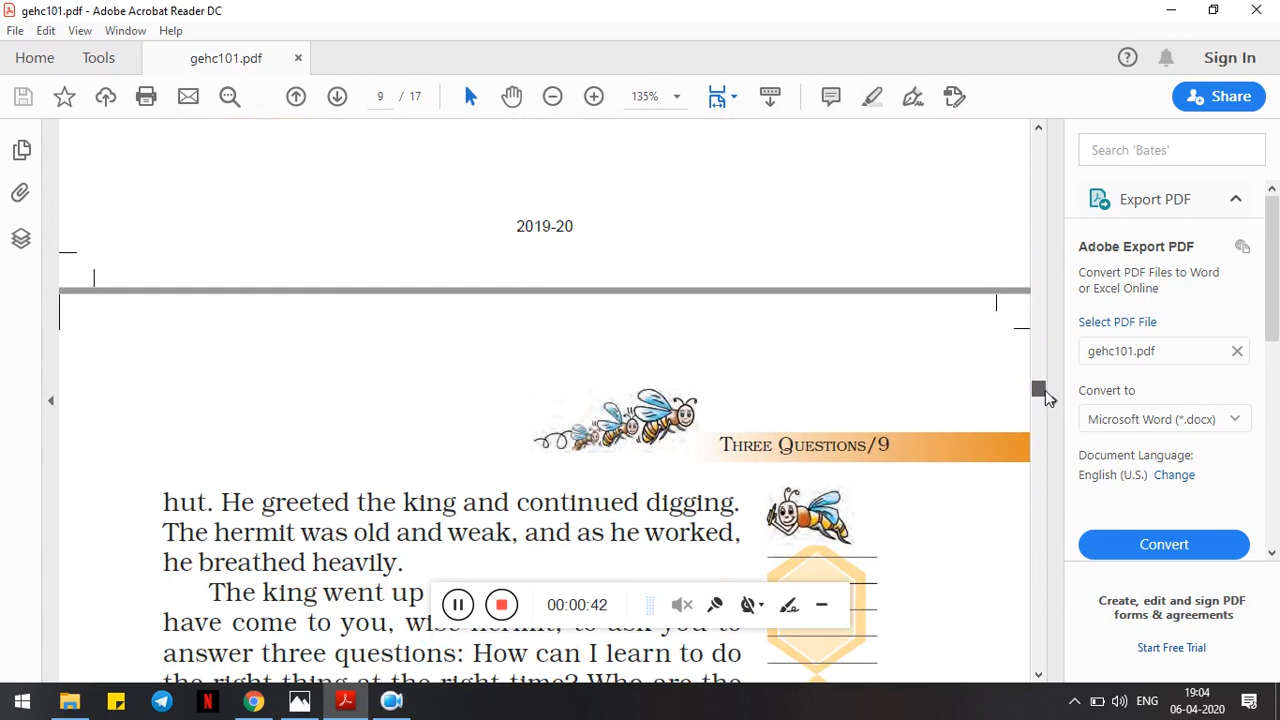 gehc101.pdf - Adobe Acrobat Reader DC
File Edit View Window Help
Home Tools gehc101.pdf × Sign In
9 / 17 135% Share
2019-20
THREE QUESTIONS/9
hut. He greeted the king and continued digging.
The hermit was old and weak, and as he worked,
he breathed heavily.
The king went up
have come to you, wise hermit, to ask you to
answer three questions: How can I learn to do
the right thing at the right time? Who are the
00:00:42
Search 'Bates'
Export PDF
Adobe Export PDF
Convert PDF Files to Word
or Excel Online
Select PDF File
gehc101.pdf
Convert to
Microsoft Word (*.docx)
Document Language:
English (U.S.) Change
Convert
Create, edit and sign PDF
forms & agreements
Start Free Trial
N ENG 19:04
06-04-2020